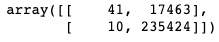 array([[    41,  17463],
       [    10, 235424]])